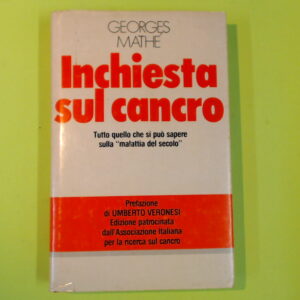 GEORGES
MATHÉ
Inchiesta
sul cancro
Tutto quello che si può sapere
sulla "malattia del secolo"
Prefazione
di UMBERTO VERONESI
Edizione patrocinata
dall'Associazione Italiana
per la ricerca sul cancro